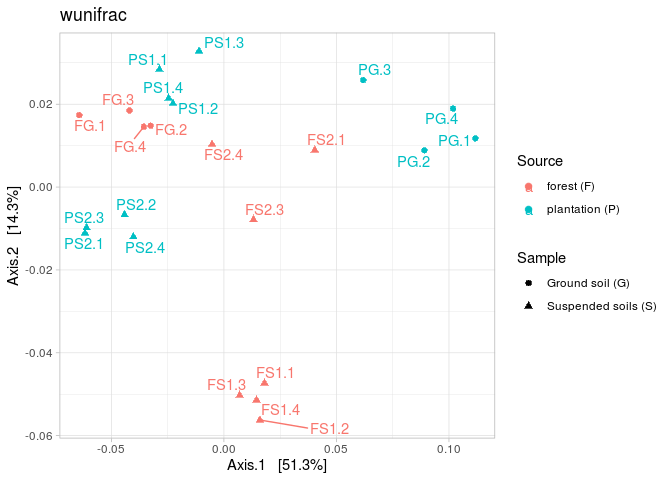 wunifrac
PS1.3
PS1.1
PG.3
PS1.4
FG.3
PS1.2
FG.1
FG.2
PG.4
FG.4
FS2.4
FS2.1
PG.1
PG.2
PS2.2
FS2.3
PS2.3
PS2.1
PS2.4
FS1.1
FS1.3
FS1.4
FS1.2
0.02
0.00
-0.02
-0.04
-0.06
Axis.2 [14.3%]
-0.05
0.00
0.05
0.10
Axis.1 [51.3%]
Source
a forest (F)
a plantation (P)
Sample
Ground soil (G)
Suspended soils (S)